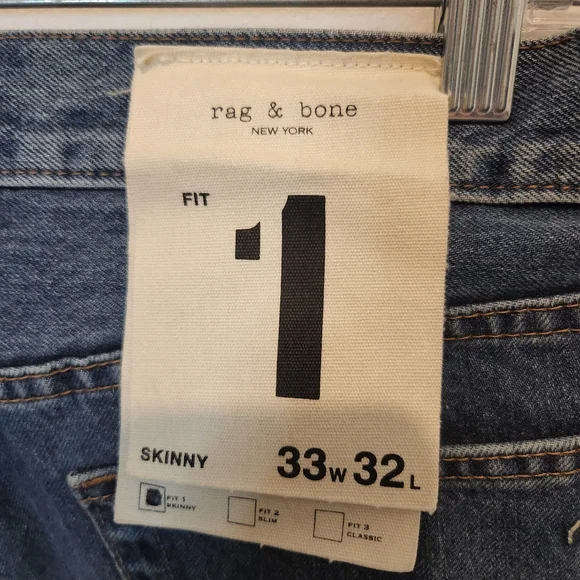 rag & bone
NEW YORK
FIT
1
SKINNY 33W 32L
FIT 1 FIT 2 FIT 3
SKINNY SLIM CLASSIC